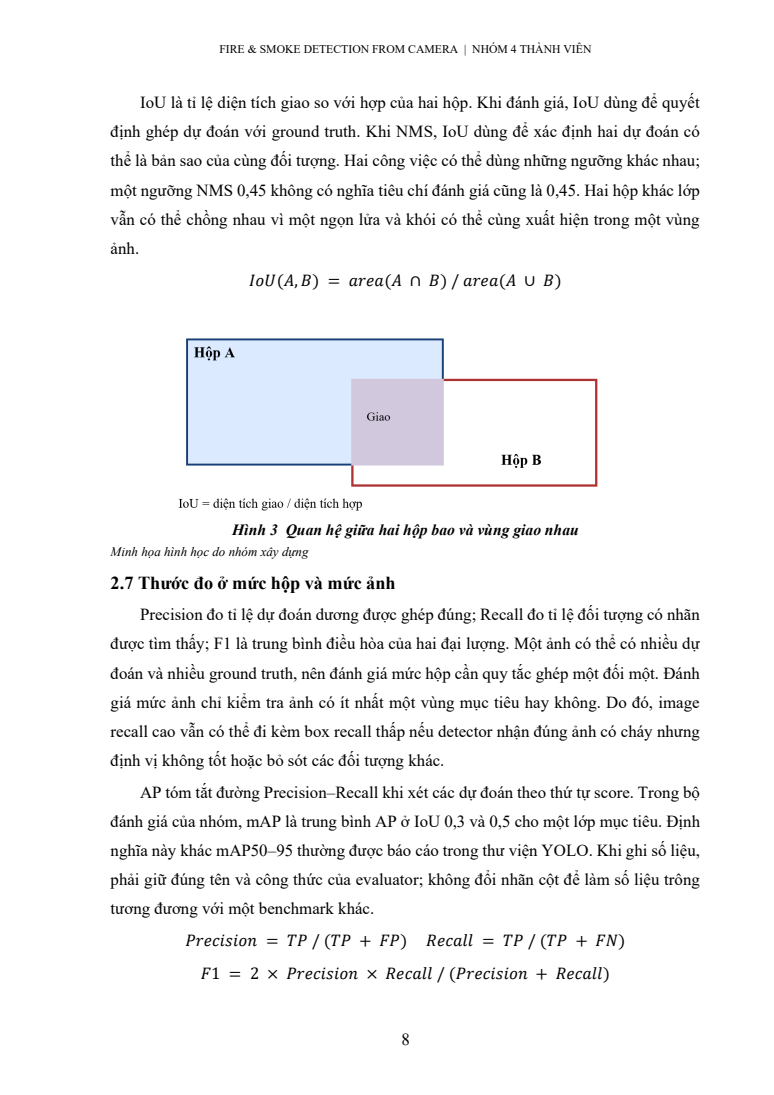 FIRE & SMOKE DETECTION FROM CAMERA | NHÓM 4 THÀNH VIÊN
IoU là tỉ lệ diện tích giao so với hợp của hai hộp. Khi đánh giá, IoU dùng để quyết
định ghép dự đoán với ground truth. Khi NMS, IoU dùng để xác định hai dự đoán có
thể là bản sao của cùng đối tượng. Hai công việc có thể dùng những ngưỡng khác nhau;
một ngưỡng NMS 0,45 không có nghĩa tiêu chí đánh giá cũng là 0,45. Hai hộp khác lớp
vẫn có thể chồng nhau vì một ngọn lửa và khói có thể cùng xuất hiện trong một vùng
ảnh.
IoU(A,B) = area(A ∩ B) / area(A ∪ B)
Hộp A
Giao
Hộp B
IoU = diện tích giao / diện tích hợp
Hình 3 Quan hệ giữa hai hộp bao và vùng giao nhau
Minh họa hình học do nhóm xây dựng
2.7 Thước đo ở mức hộp và mức ảnh
Precision đo tỉ lệ dự đoán dương được ghép đúng; Recall đo tỉ lệ đối tượng có nhãn
được tìm thấy; F1 là trung bình điều hòa của hai đại lượng. Một ảnh có thể có nhiều dự
đoán và nhiều ground truth, nên đánh giá mức hộp cần quy tắc ghép một đối một. Đánh
giá mức ảnh chỉ kiểm tra ảnh có ít nhất một vùng mục tiêu hay không. Do đó, image
recall cao vẫn có thể đi kèm box recall thấp nếu detector nhận đúng ảnh có cháy nhưng
định vị không tốt hoặc bỏ sót các đối tượng khác.
AP tóm tắt đường Precision–Recall khi xét các dự đoán theo thứ tự score. Trong bộ
đánh giá của nhóm, mAP là trung bình AP ở IoU 0,3 và 0,5 cho một lớp mục tiêu. Định
nghĩa này khác mAP50–95 thường được báo cáo trong thư viện YOLO. Khi ghi số liệu,
phải giữ đúng tên và công thức của evaluator; không đổi nhãn cột để làm số liệu trông
tương đương với một benchmark khác.
Precision = TP / (TP + FP) Recall = TP / (TP + FN)
F1 = 2 × Precision × Recall / (Precision + Recall)
8